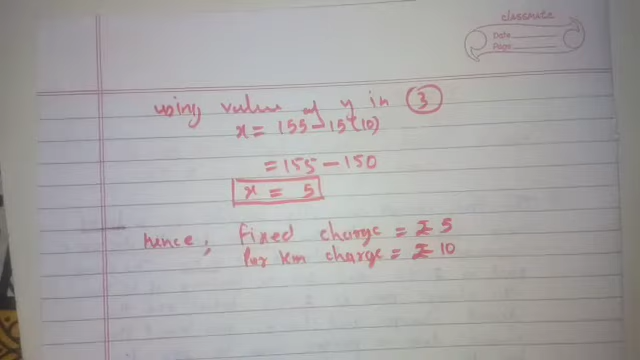 classmate
Date
Page
using value of y in ③
x = 155 - 15(10)
= 155 - 150
x = 5
hence; fixed charge = ₹ 5
Per Km charge = ₹ 10